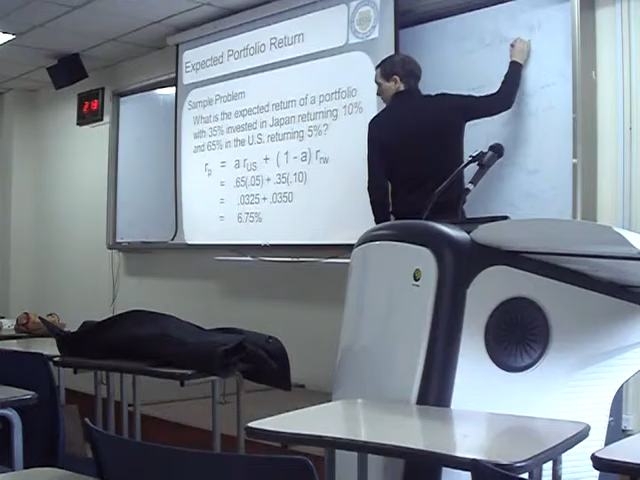 Expected Portfolio Return
Sample Problem
What is the expected return of a portfolio
with 35% invested in Japan returning 10%
and 65% in the U.S. returning 5%?
rp = a rUS + ( 1 - a) rrw
= .65(.05) + .35(.10)
= .0325 + .0350
= 6.75%